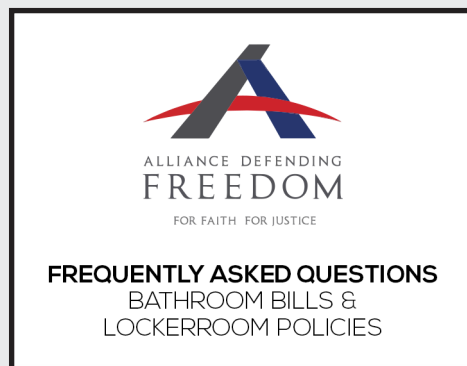 ALLIANCE DEFENDING
FREEDOM
FOR FAITH FOR JUSTICE
FREQUENTLY ASKED QUESTIONS
BATHROOM BILLS &
LOCKERROOM POLICIES